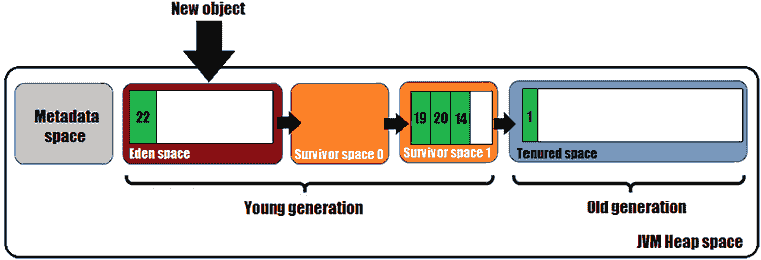 New object
Metadata
space
22
Eden space
Survivor space 0
19 20 14
Survivor space 1
1
Tenured space
Young generation
Old generation
JVM Heap space